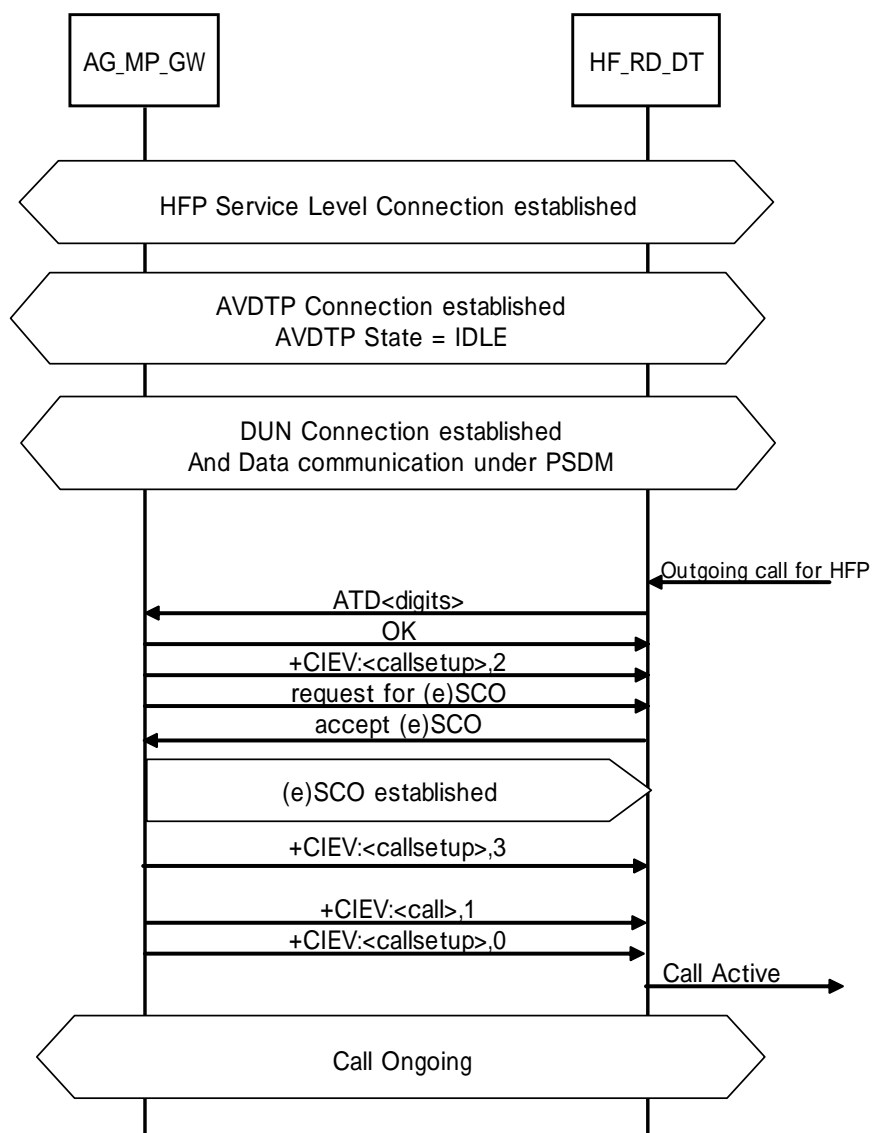 AG_MP_GW
HF_RD_DT
HFP Service Level Connection established
AVDTP Connection established
AVDTP State = IDLE
DUN Connection established
And Data communication under PSDM
Outgoing call for HFP
ATD<digits>
OK
+CIEV:<callsetup>,2
request for (e)SCO
accept (e)SCO
(e)SCO established
+CIEV:<callsetup>,3
+CIEV:<call>,1
+CIEV:<callsetup>,0
Call Active
Call Ongoing